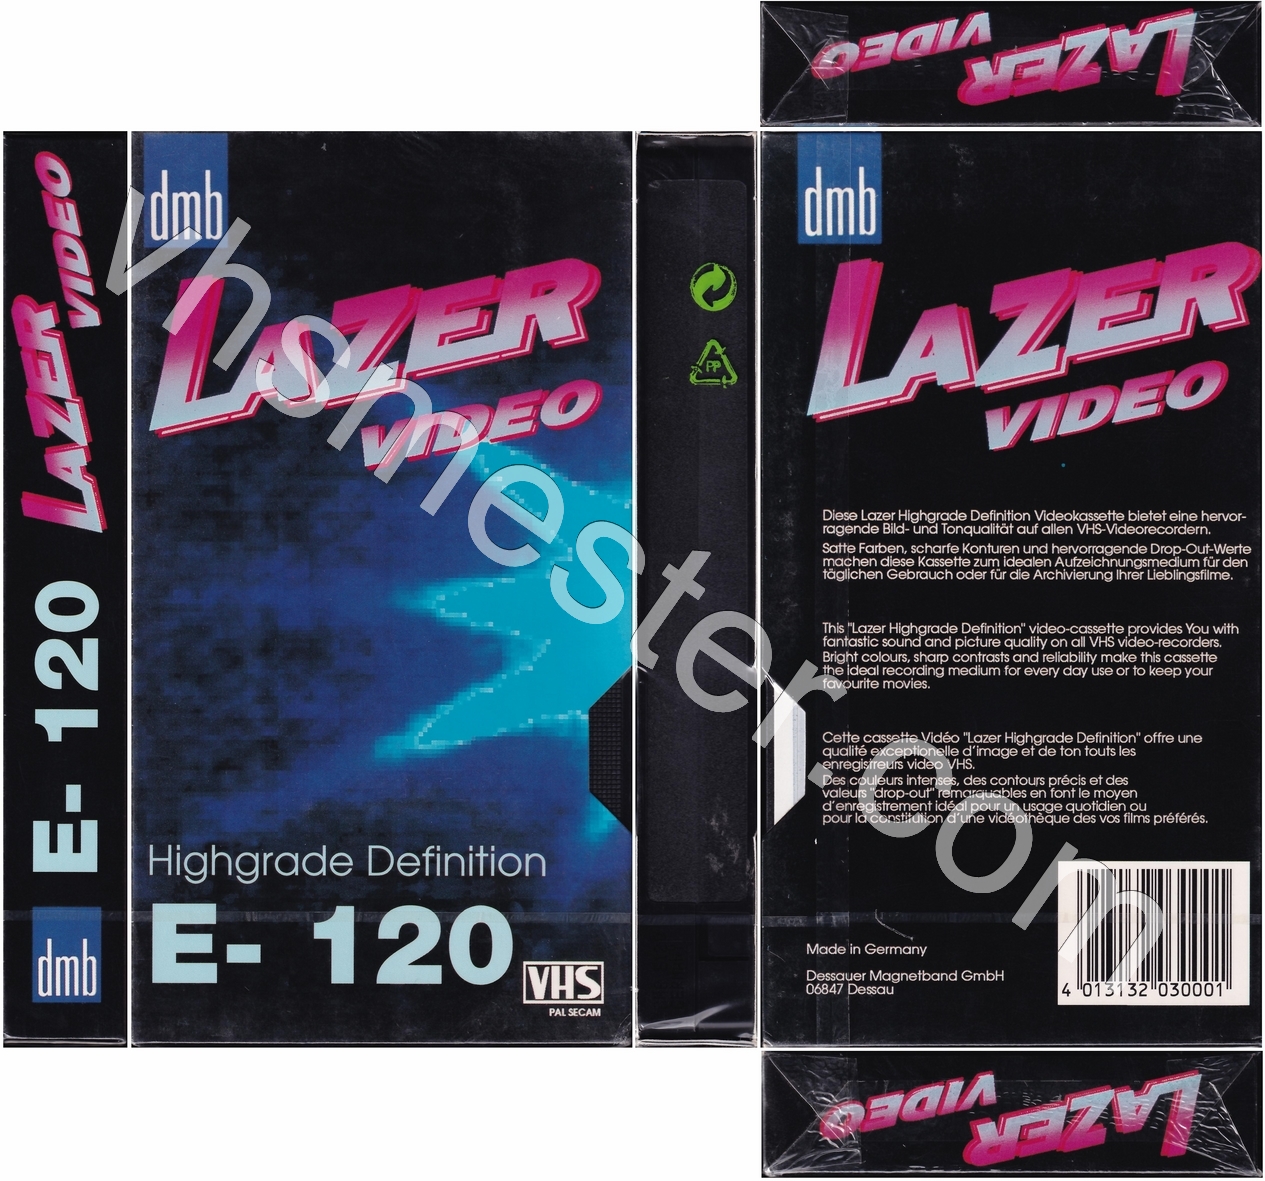 LAZER
VIDEO
dmb
LAZER
VIDEO
E- 120
dmb
dmb
LAZER
VIDEO
Highgrade Definition
E- 120
VHS
PAL SECAM
PP
dmb
LAZER
VIDEO
Diese Lazer Highgrade Definition Videokassette bietet eine hervor-
ragende Bild- und Tonqualität auf allen VHS-Videorecordern.
Satte Farben, scharfe Konturen und hervorragende Drop-Out-Werte
machen diese Kassette zum idealen Aufzeichnungsmedium für den
täglichen Gebrauch oder für die Archivierung Ihrer Lieblingsfilme.
This "Lazer Highgrade Definition" video-cassette provides You with
fantastic sound and picture quality on all VHS video-recorders.
Bright colours, sharp contrasts and reliability make this cassette
the ideal recording medium for every day use or to keep your
favourite movies.
Cette cassette Vidéo "Lazer Highgrade Definition" offre une
qualité exceptionelle d'image et de ton touts les
enregistreurs video VHS.
Des couleurs intenses, des contours précis et des
valeurs "drop-out" remarquables en font le moyen
d'enregistrement idéal pour un usage quotidien ou
pour la constitution d'une vidéothèque des vos films préférés.
Made in Germany
Dessauer Magnetband GmbH
06847 Dessau
4 013132 030001
LAZER
VIDEO
vhsmester.com